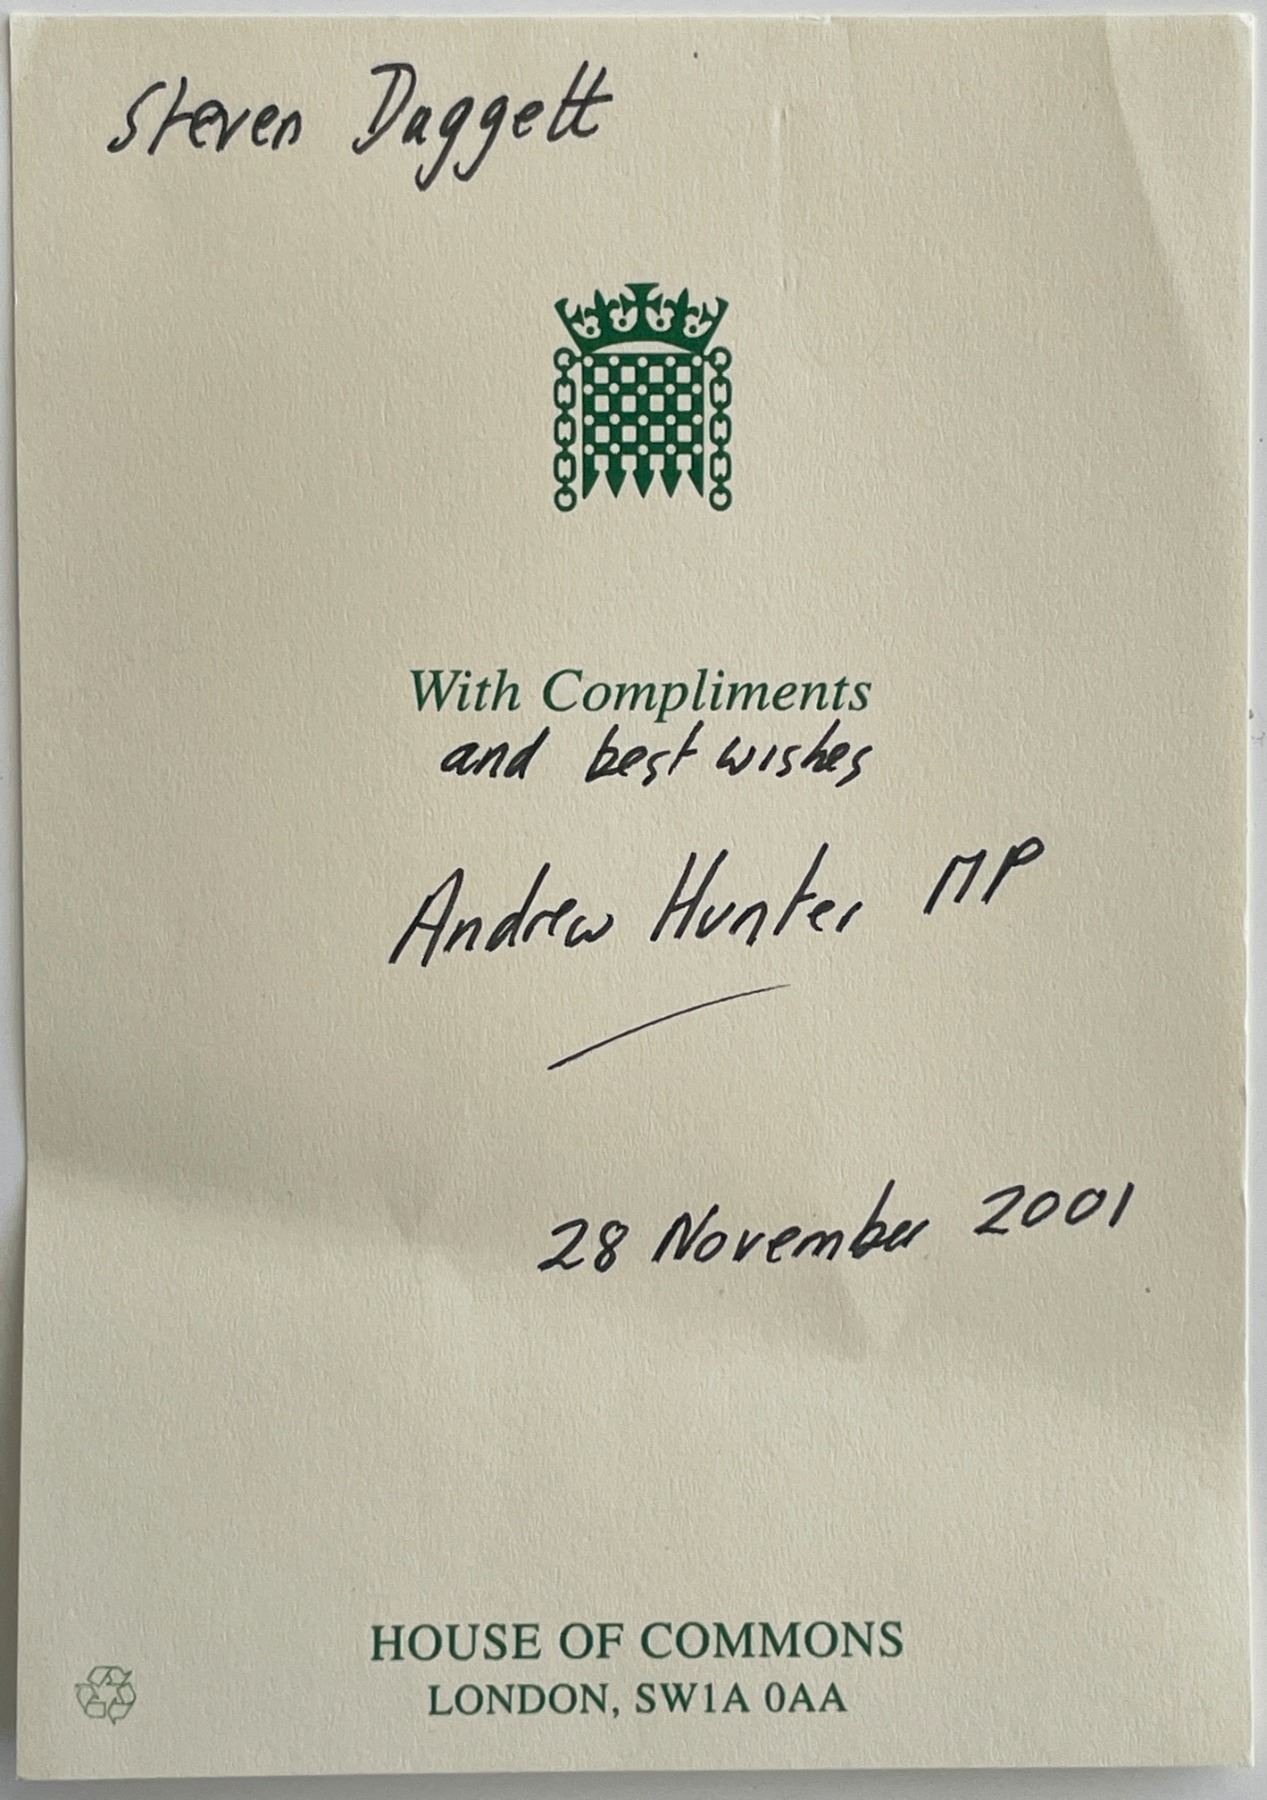 Steven Daggett
With Compliments
and best wishes
Andrew Hunter MP
28 November 2001
HOUSE OF COMMONS
LONDON, SW1A 0AA